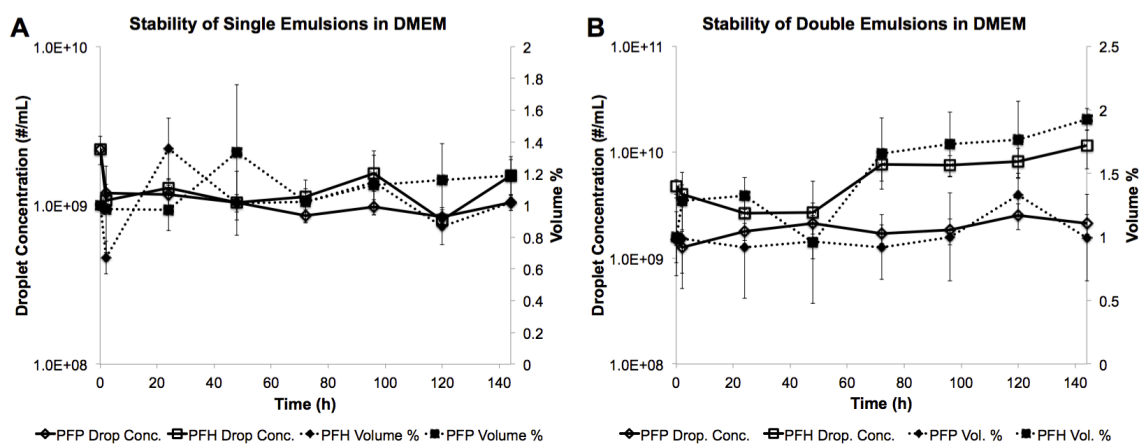 A
Stability of Single Emulsions in DMEM
1.0E+10
1.0E+09
1.0E+08
Droplet Concentration (#/mL)
2
1.8
1.6
1.4
1.2
1
0.8
0.6
0.4
0.2
0
Volume %
0 20 40 60 80 100 120 140
Time (h)
PFP Drop Conc. PFH Drop Conc. PFH Volume % PFP Volume %
B
Stability of Double Emulsions in DMEM
1.0E+11
1.0E+10
1.0E+09
1.0E+08
Droplet Concentration (#/mL)
2.5
2
1.5
1
0.5
0
Volume %
0 20 40 60 80 100 120 140
Time (h)
PFP Drop. Conc. PFH Drop. Conc. PFP Vol. % PFH Vol. %